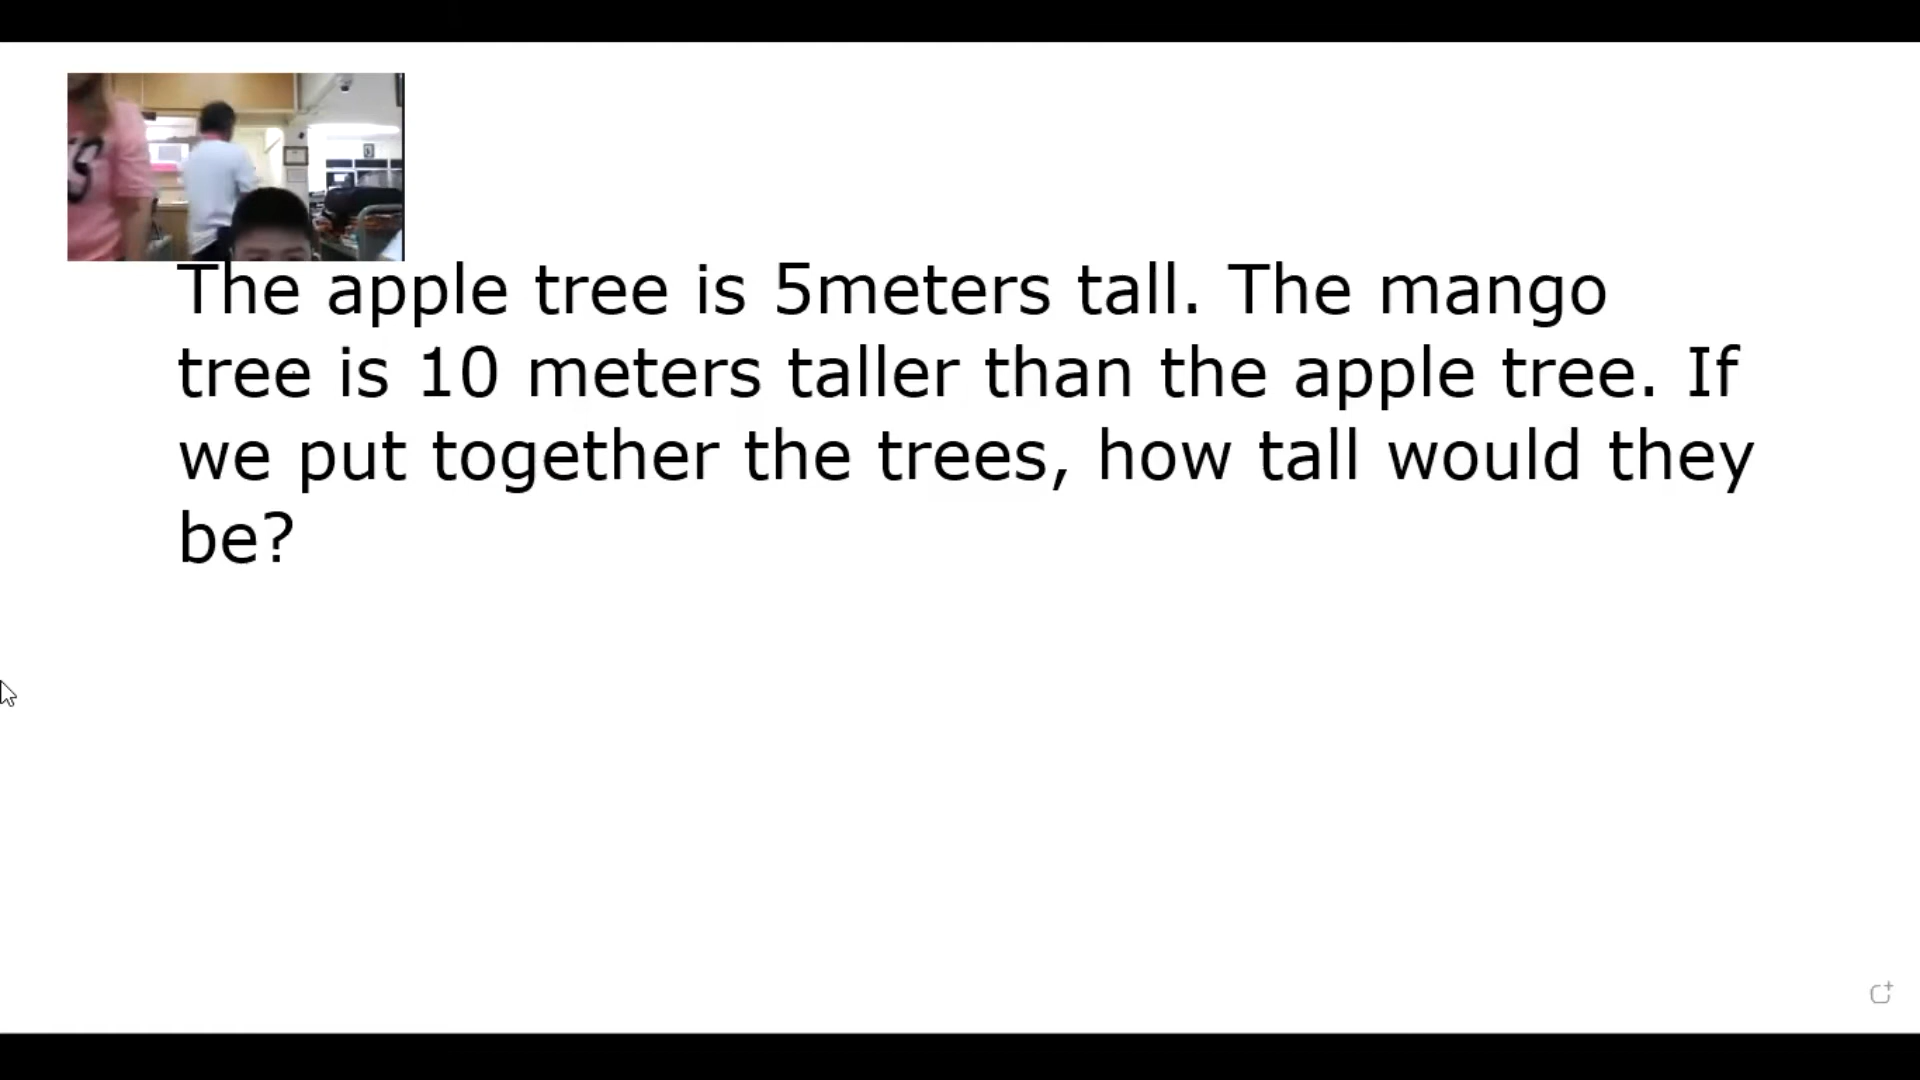 The apple tree is 5meters tall. The mango
tree is 10 meters taller than the apple tree. If
we put together the trees, how tall would they
be?